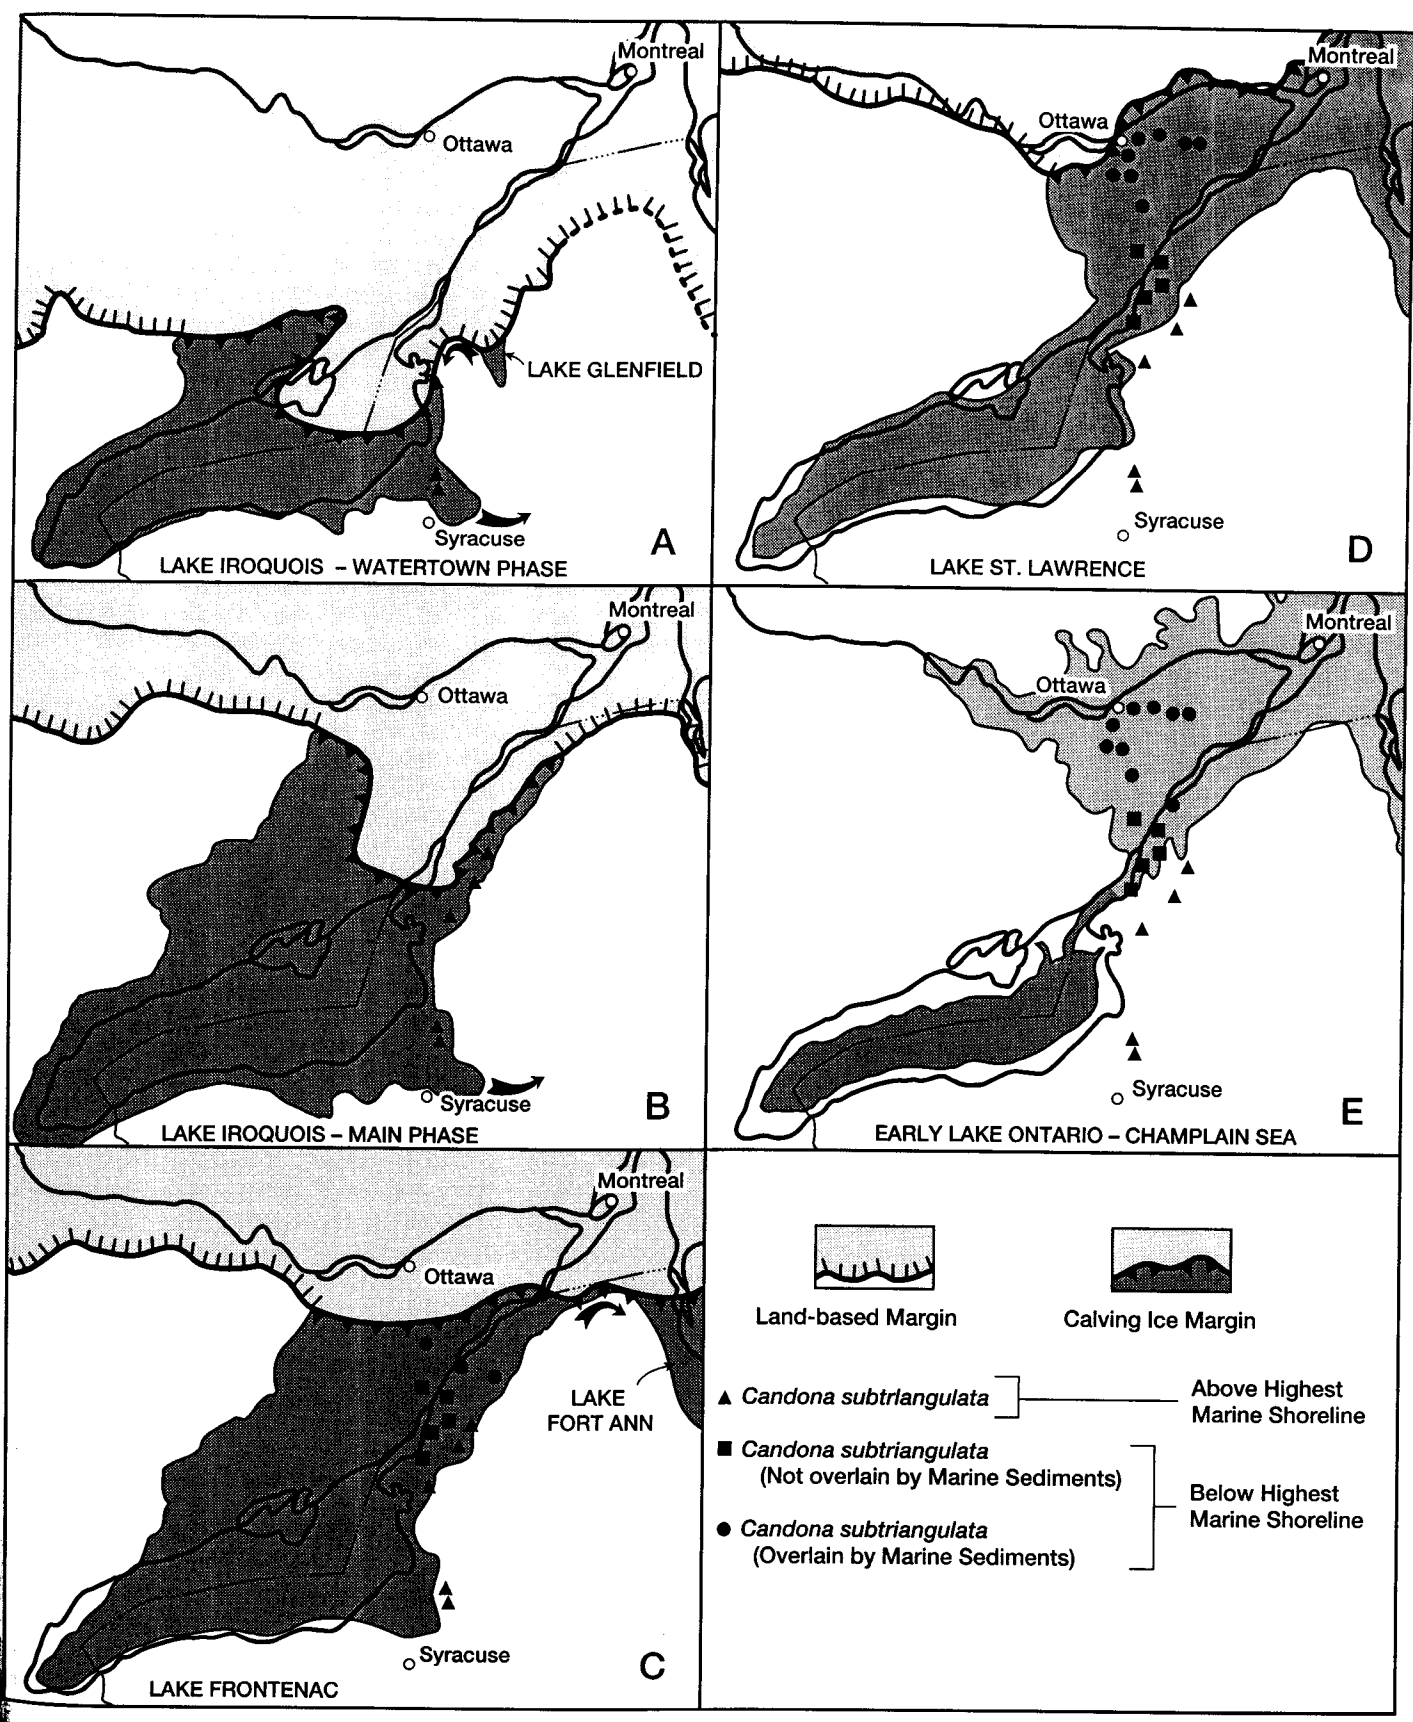 Montreal
Ottawa
LAKE GLENFIELD
Syracuse
A
LAKE IROQUOIS – WATERTOWN PHASE
Montreal
Ottawa
Syracuse
B
LAKE IROQUOIS – MAIN PHASE
Montreal
Ottawa
LAKE
FORT ANN
Syracuse
C
LAKE FRONTENAC
Montreal
Ottawa
Syracuse
D
LAKE ST. LAWRENCE
Montreal
Ottawa
Syracuse
E
EARLY LAKE ONTARIO – CHAMPLAIN SEA
Land-based Margin
Calving Ice Margin
Candona subtriangulata
Above Highest
Marine Shoreline
Candona subtriangulata
(Not overlain by Marine Sediments)
Below Highest
Marine Shoreline
Candona subtriangulata
(Overlain by Marine Sediments)